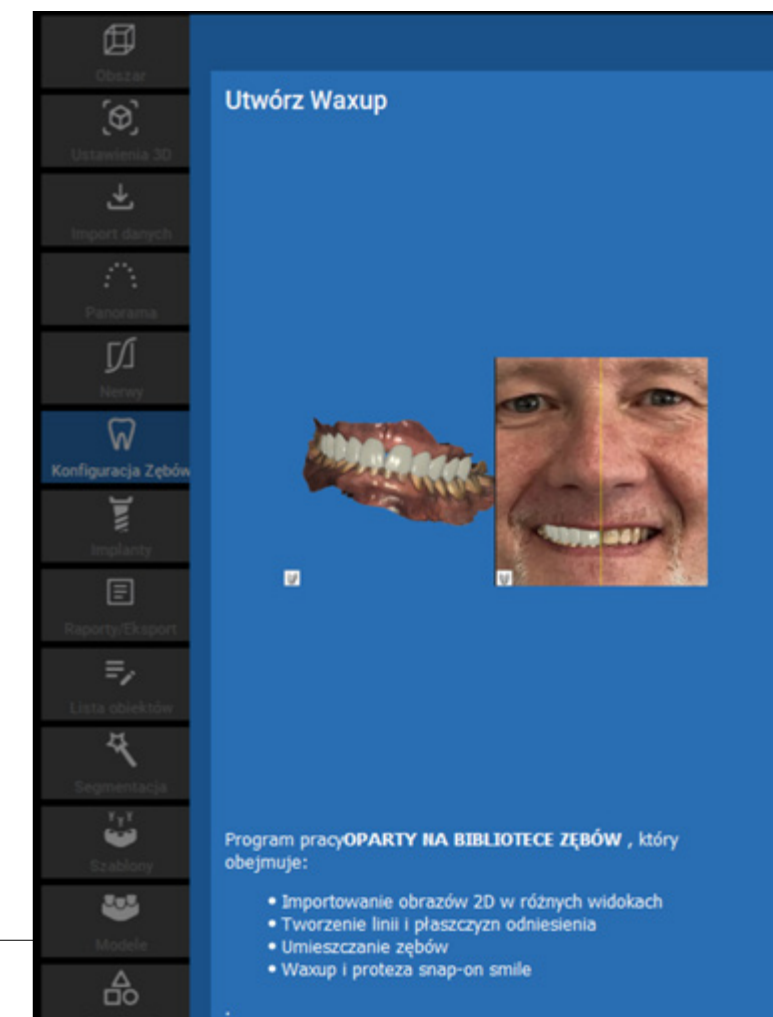 Obszar
Ustawienia 3D
Import danych
Panorama
Nerwy
Konfiguracja Zębów
Implanty
Raporty/Eksport
Lista obiektów
Segmentacja
Szablony
Modele
Utwórz Waxup
Program pracyOPARTY NA BIBLIOTECE ZĘBÓW , który
obejmuje:
• Importowanie obrazów 2D w różnych widokach
• Tworzenie linii i płaszczyzn odniesienia
• Umieszczanie zębów
• Waxup i proteza snap-on smile
.